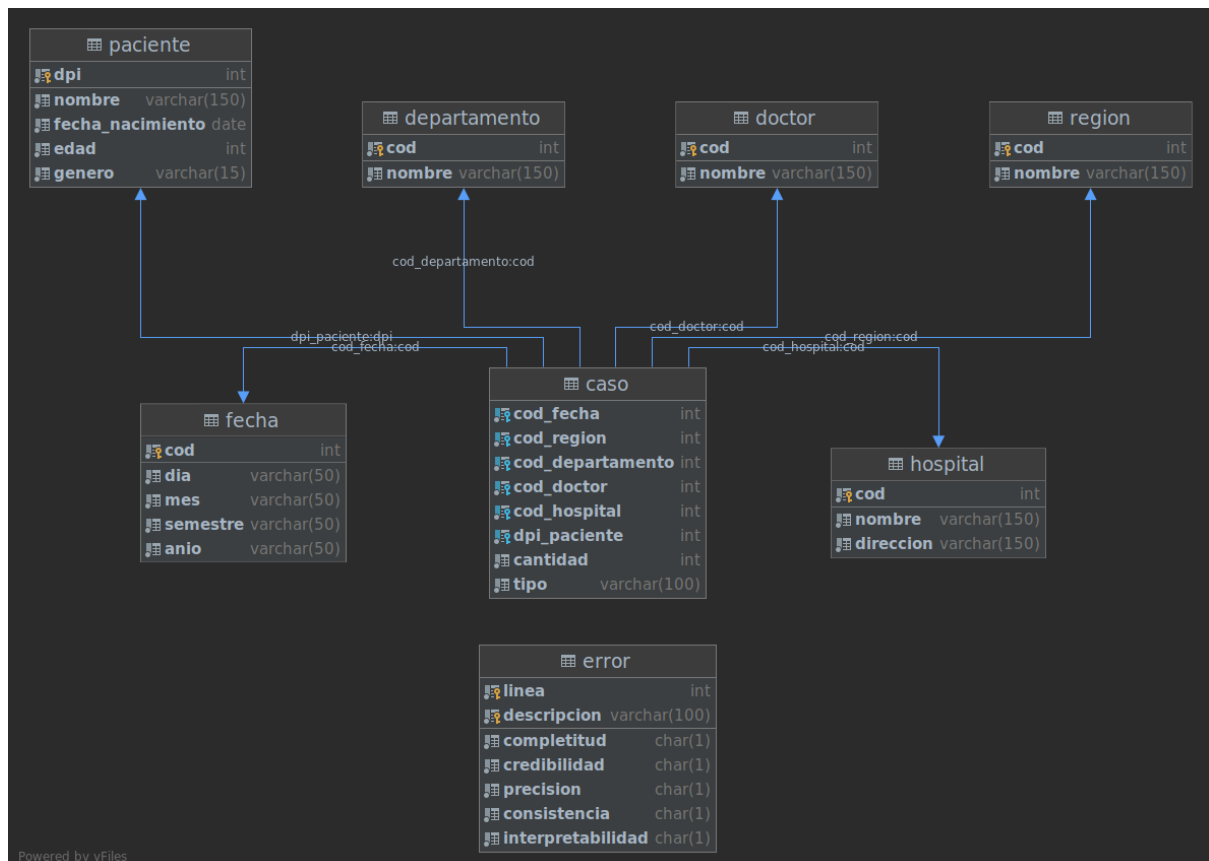 paciente
dpi int
nombre varchar(150)
fecha_nacimiento date
edad int
genero varchar(15)
departamento
cod int
nombre varchar(150)
doctor
cod int
nombre varchar(150)
region
cod int
nombre varchar(150)
cod_departamento:cod
cod_doctor:cod
dpi_paciente:dpi
cod_region:cod
cod_fecha:cod
cod_hospital:cod
fecha
cod int
dia varchar(50)
mes varchar(50)
semestre varchar(50)
anio varchar(50)
caso
cod_fecha int
cod_region int
cod_departamento int
cod_doctor int
cod_hospital int
dpi_paciente int
cantidad int
tipo varchar(100)
hospital
cod int
nombre varchar(150)
direccion varchar(150)
error
linea int
descripcion varchar(100)
completitud char(1)
credibilidad char(1)
precision char(1)
consistencia char(1)
interpretabilidad char(1)
Powered by yFiles